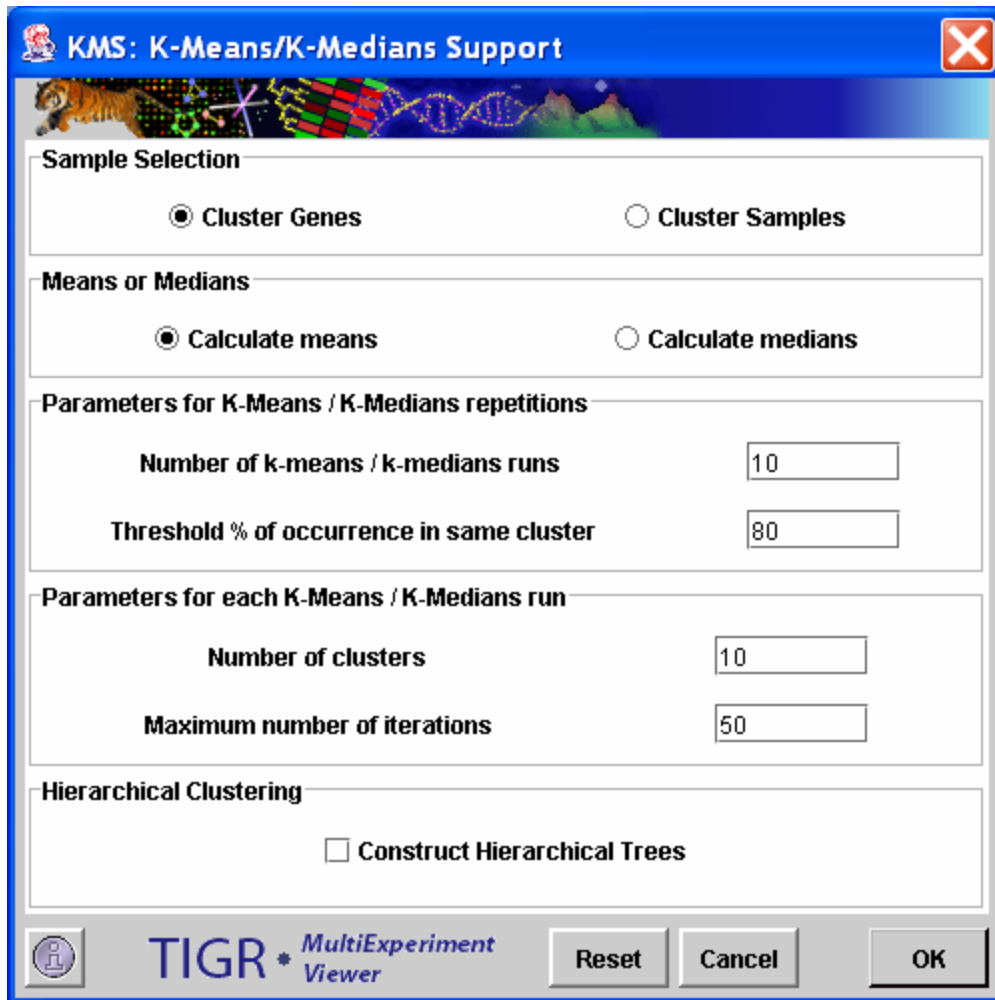 KMS: K-Means/K-Medians Support
Sample Selection
Cluster Genes Cluster Samples
Means or Medians
Calculate means Calculate medians
Parameters for K-Means / K-Medians repetitions
Number of k-means / k-medians runs 10
Threshold % of occurrence in same cluster 80
Parameters for each K-Means / K-Medians run
Number of clusters 10
Maximum number of iterations 50
Hierarchical Clustering
Construct Hierarchical Trees
TIGR • MultiExperiment
Viewer
Reset Cancel OK